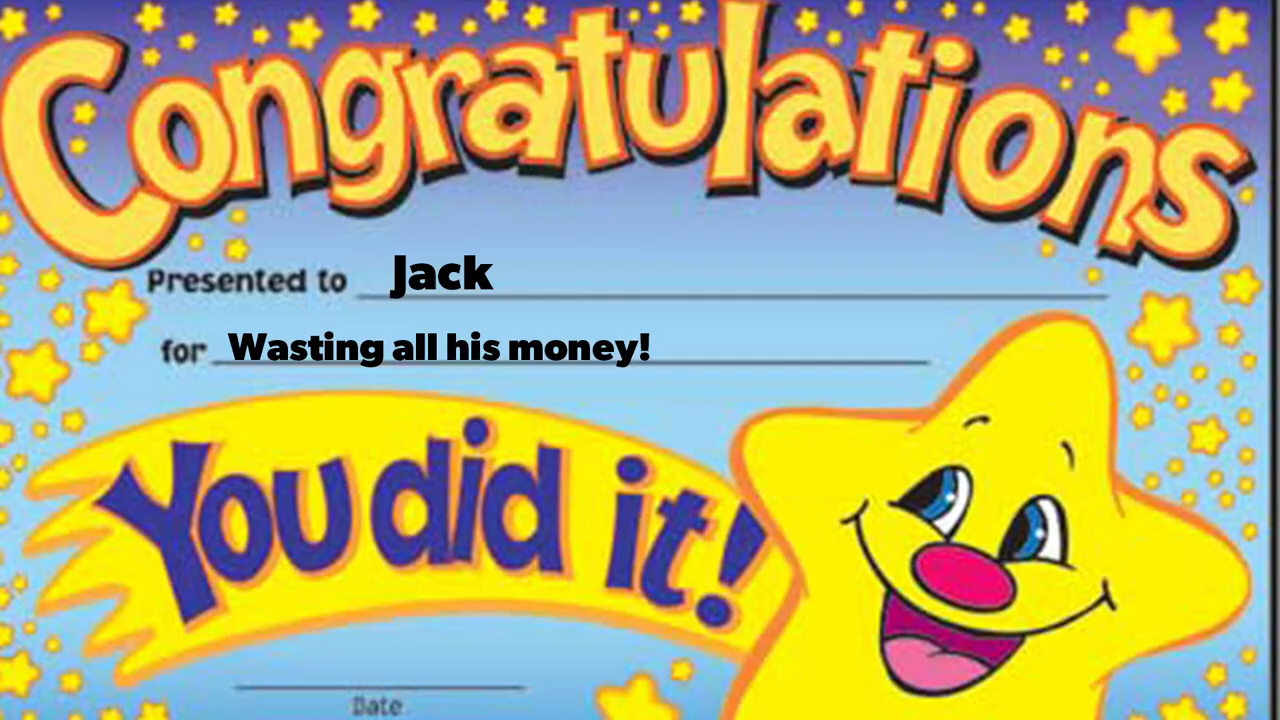 Congratulations
Presented to Jack
for Wasting all his money!
You did it!
Date